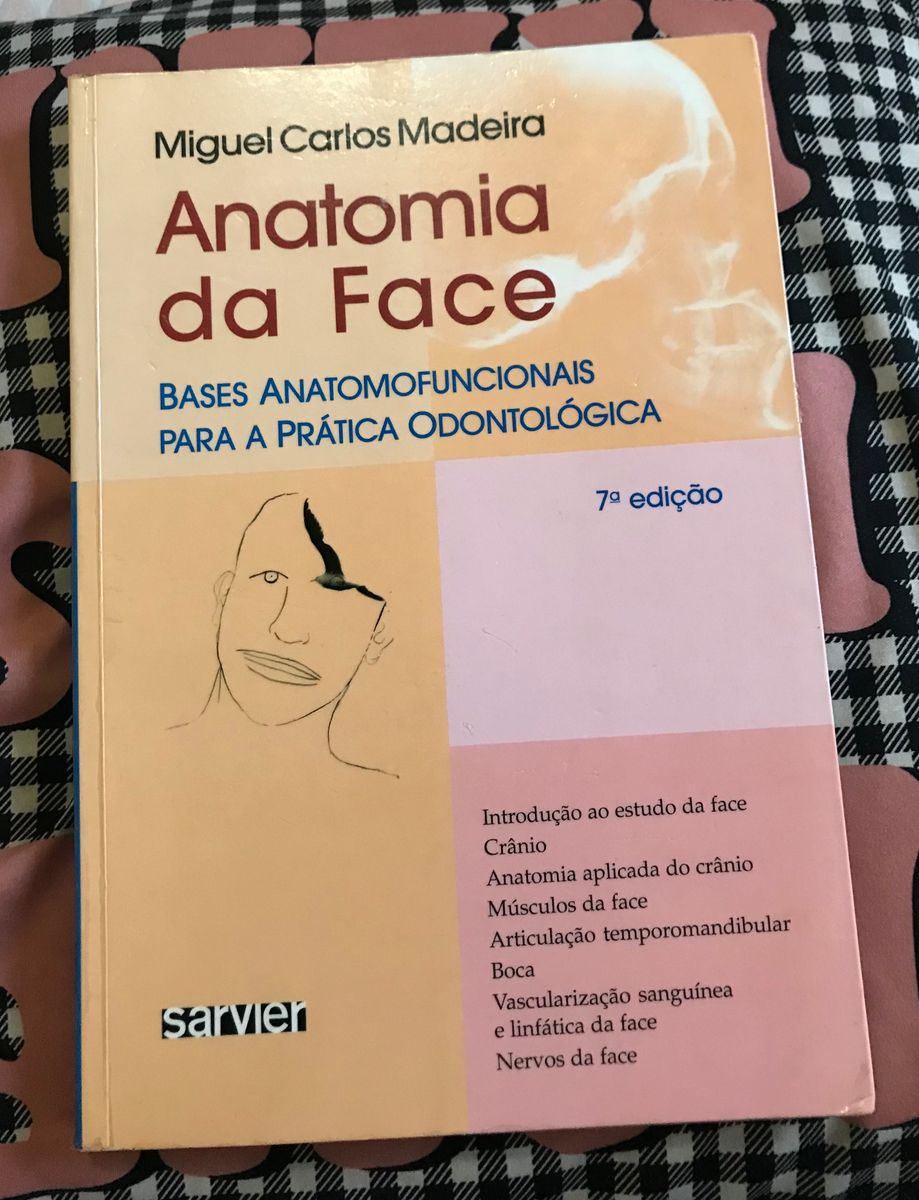 Miguel Carlos Madeira
Anatomia
da Face
BASES ANATOMOFUNCIONAIS
PARA A PRÁTICA ODONTOLÓGICA
7ª edição
Introdução ao estudo da face
Crânio
Anatomia aplicada do crânio
Músculos da face
Articulação temporomandibular
Boca
Vascularização sanguínea
e linfática da face
Nervos da face
sarvier